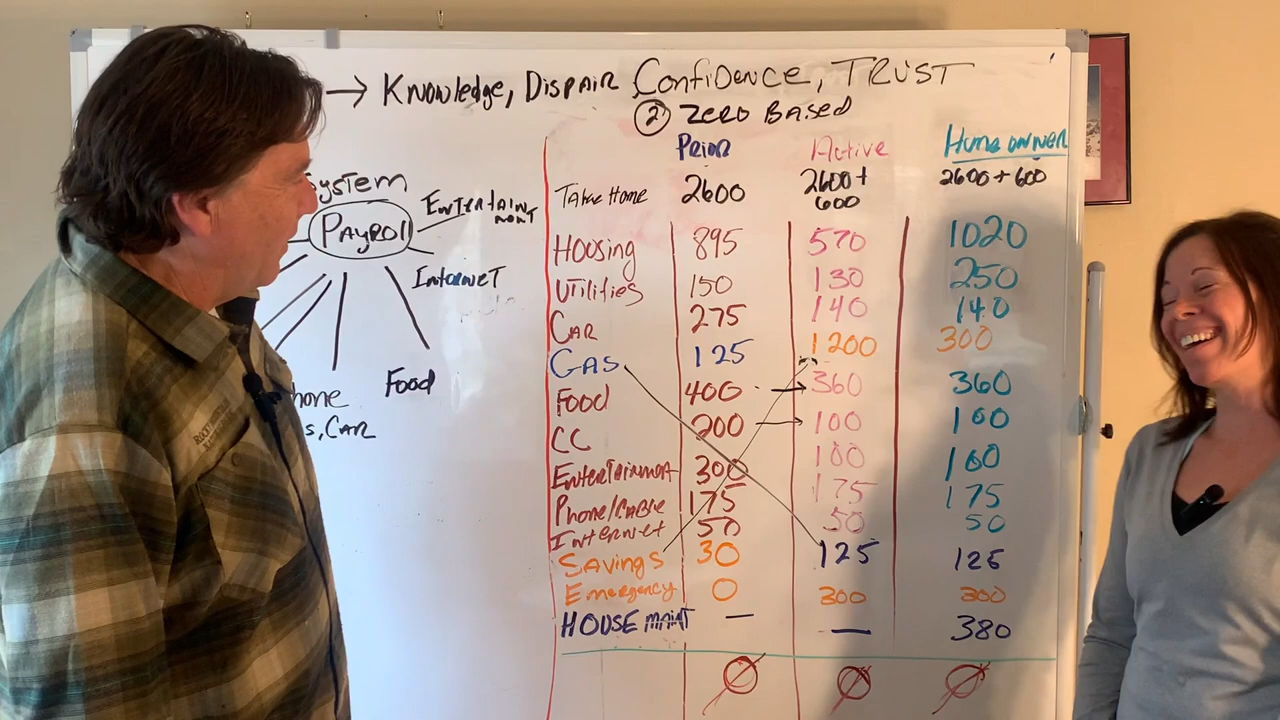 → Knowledge, Dispair Confidence, TRUST
② ZERO BASED
System
PAYROll
ENTERTAINMENT
INTERNET
Food
hone
s, CAR
PRIOR Active Home owner
Take Home 2600 2600+600 2600+600
Housing 895 570 1020
UTilities 150 130 250
CAR 275 140 140
GAS 125 1200 300
Food 400 → 360 360
CC 200 → 100 100
ENTERTAINMENT 300 100 100
Phone/CABLE 175 175 175
INTERNET 50 50 50
SAVINGS 30 125 125
Emergency 0 300 300
HOUSE MAINT — — 380
Ø Ø Ø